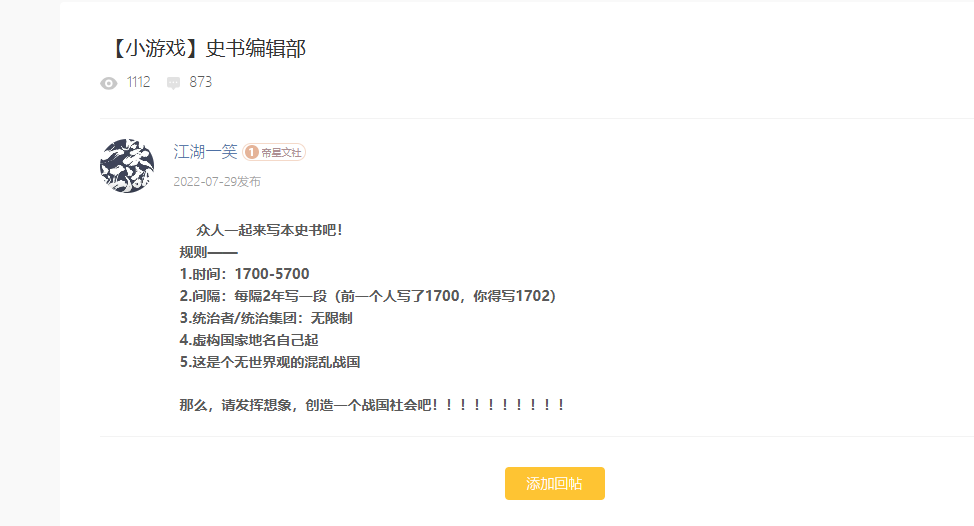 【小游戏】史书编辑部
1112 873
江湖一笑 1 帝星文社
2022-07-29发布
众人一起来写本史书吧！
规则——
1.时间：1700-5700
2.间隔：每隔2年写一段（前一个人写了1700，你得写1702）
3.统治者/统治集团：无限制
4.虚构国家地名自己起
5.这是个无世界观的混乱战国
那么，请发挥想象，创造一个战国社会吧！！！！！！！！！！
添加回帖